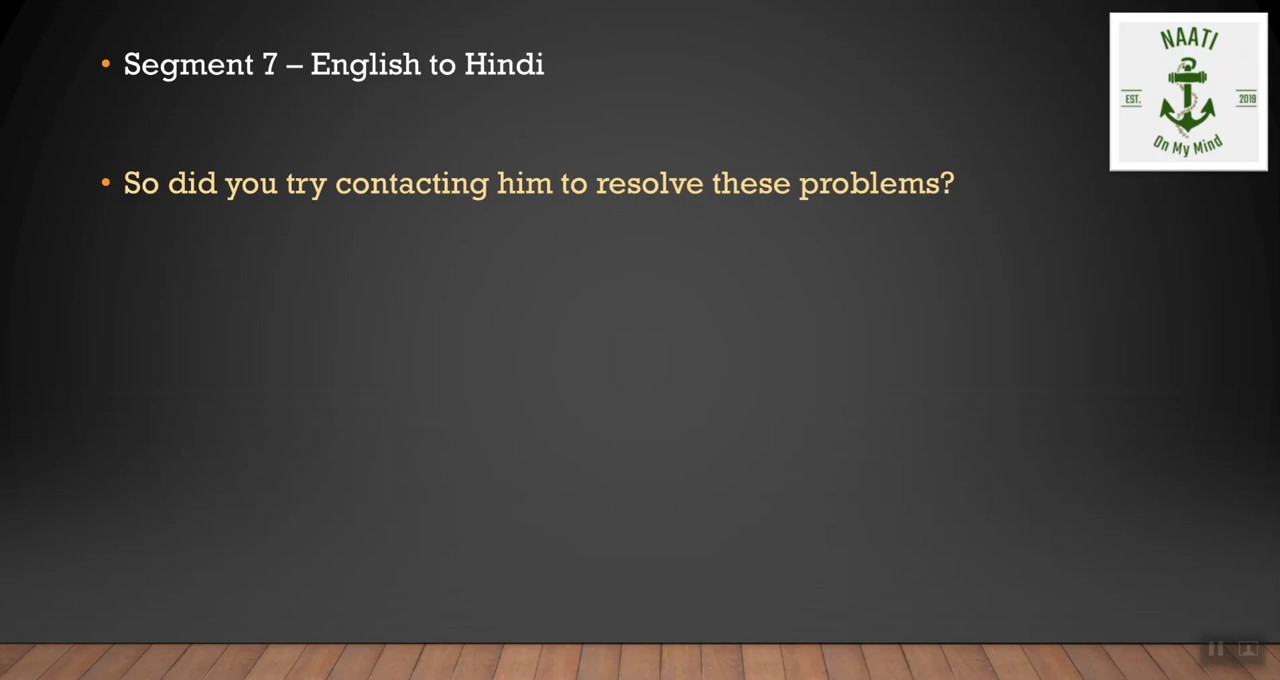 Segment 7 – English to Hindi
NAATI
EST. 2019
On My Mind
So did you try contacting him to resolve these problems?